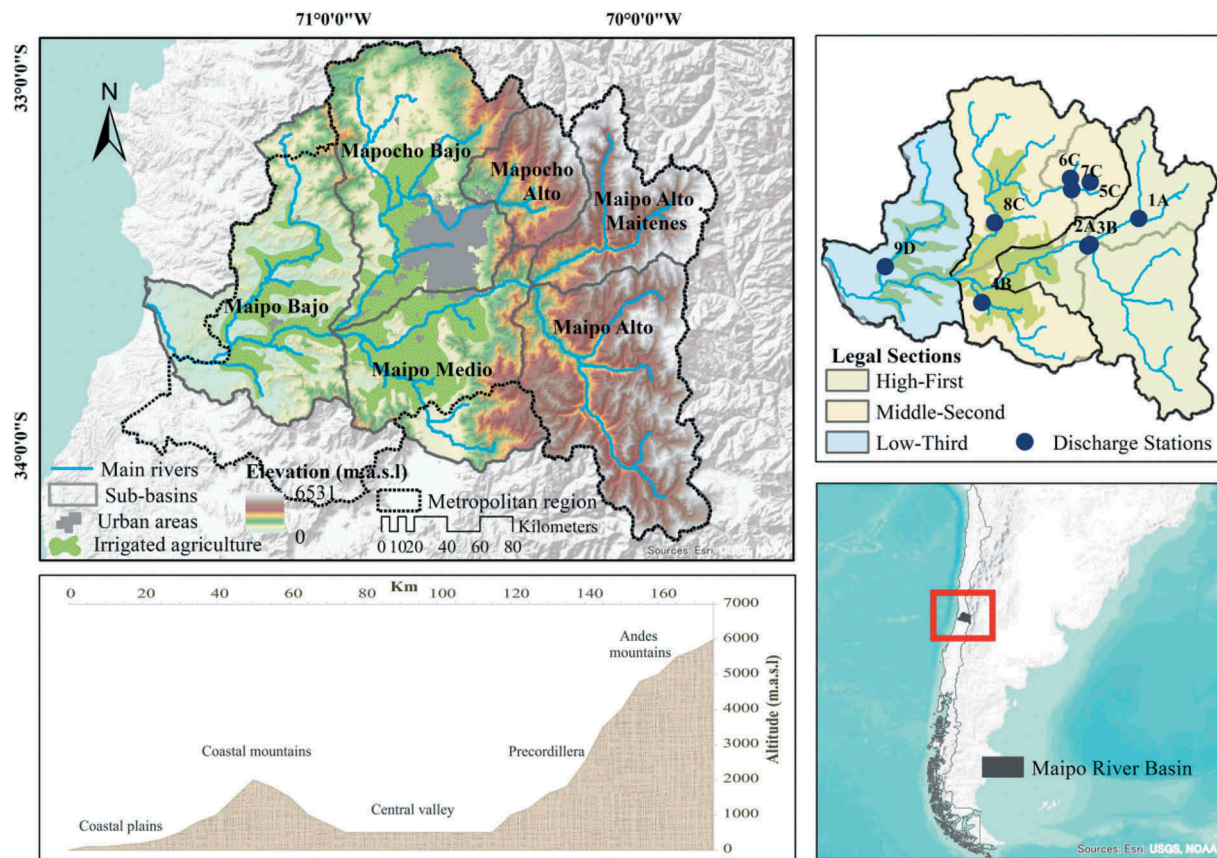 71°0'0"W
70°0'0"W
33°0'0"S
34°0'0"S
N
Mapocho Bajo
Mapocho
Alto
Maipo Alto
Maitenes
Maipo Bajo
Maipo Alto
Maipo Medio
Main rivers
Sub-basins
Urban areas
Irrigated agriculture
Elevation (m.a.s.l)
6531
0
Metropolitan region
Kilometers
0 10 20 40 60 80
Sources: Esri, USGS, NOAA
6C
7C
5C
1A
8C
2A
3B
9D
4B
Legal Sections
High-First
Middle-Second
Low-Third
Discharge Stations
Km
0 20 40 60 80 100 120 140 160
7000
6000
5000
4000
3000
2000
1000
0
Altitude (m.a.s.l)
Andes
mountains
Coastal mountains
Precordillera
Central valley
Coastal plains
Maipo River Basin
Sources: Esri, USGS, NOAA